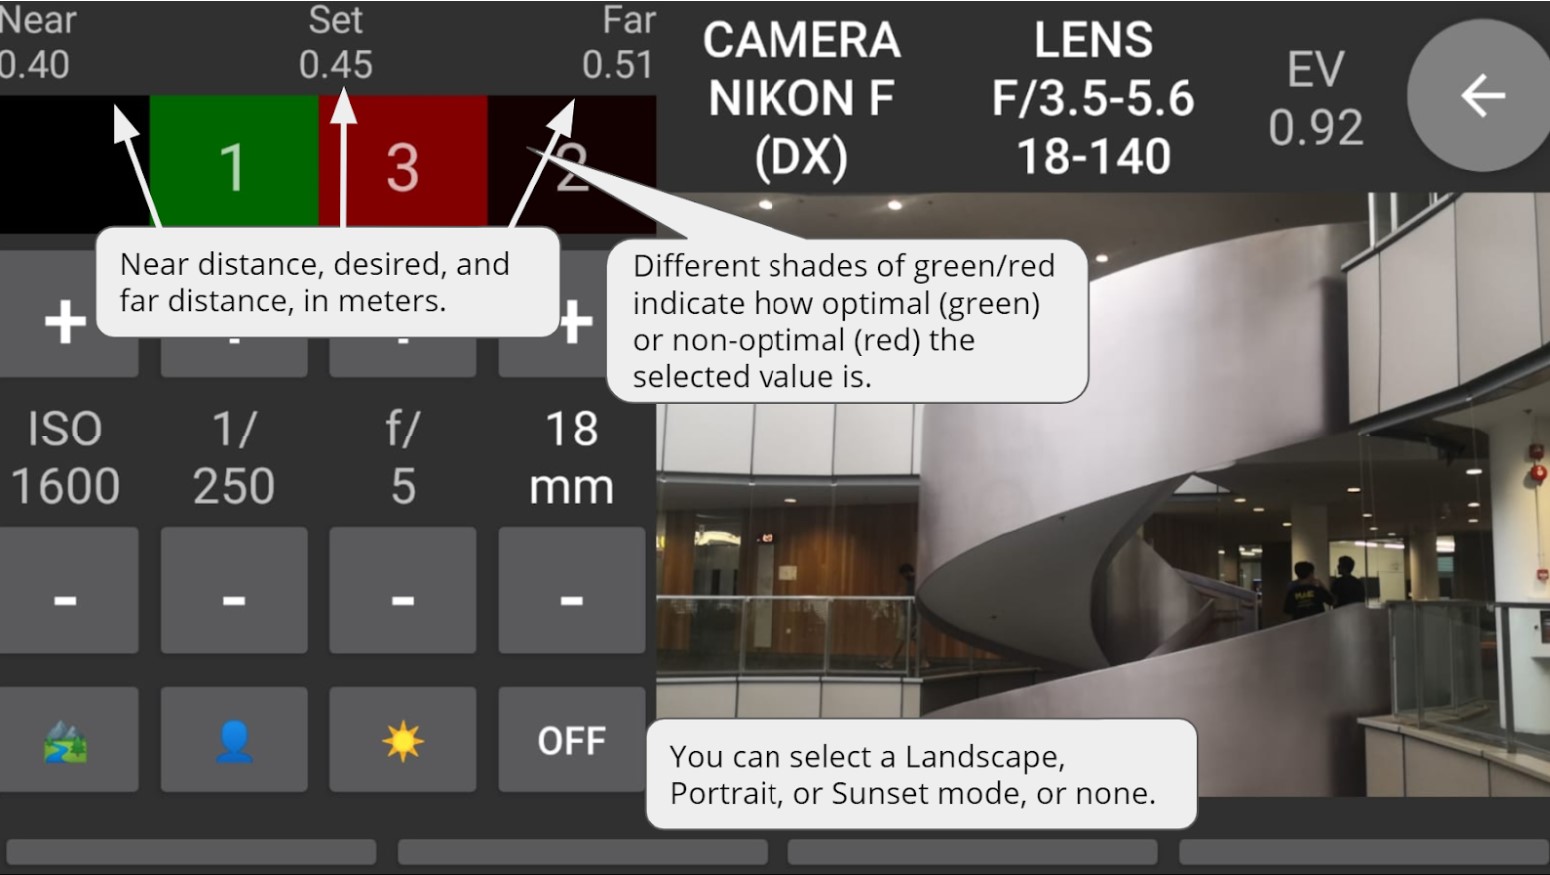 Near
Set
Far
0.40
0.45
0.51
CAMERA
NIKON F
(DX)
LENS
F/3.5-5.6
18-140
EV
0.92
1
3
2
Near distance, desired, and
far distance, in meters.
Different shades of green/red
indicate how optimal (green)
or non-optimal (red) the
selected value is.
+
+
ISO
1600
1/
250
f/
5
18
mm
-
-
-
-
OFF
You can select a Landscape,
Portrait, or Sunset mode, or none.